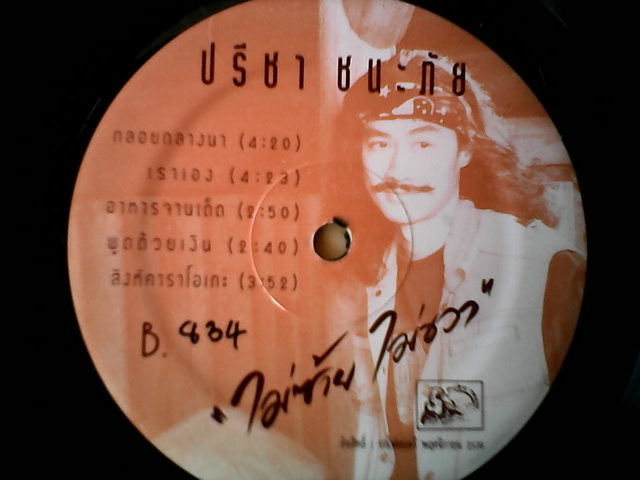 ปรีชา ชนะภัย
กลอยกลางนา (4:20)
เราเอง (4:23)
อาการจานเด็ด (2:50)
พูดด้วยเงิน (2:40)
สิงห์คาราโอเกะ (3:52)
B. 834
"ไม่ซ้าย ไม่ขวา"